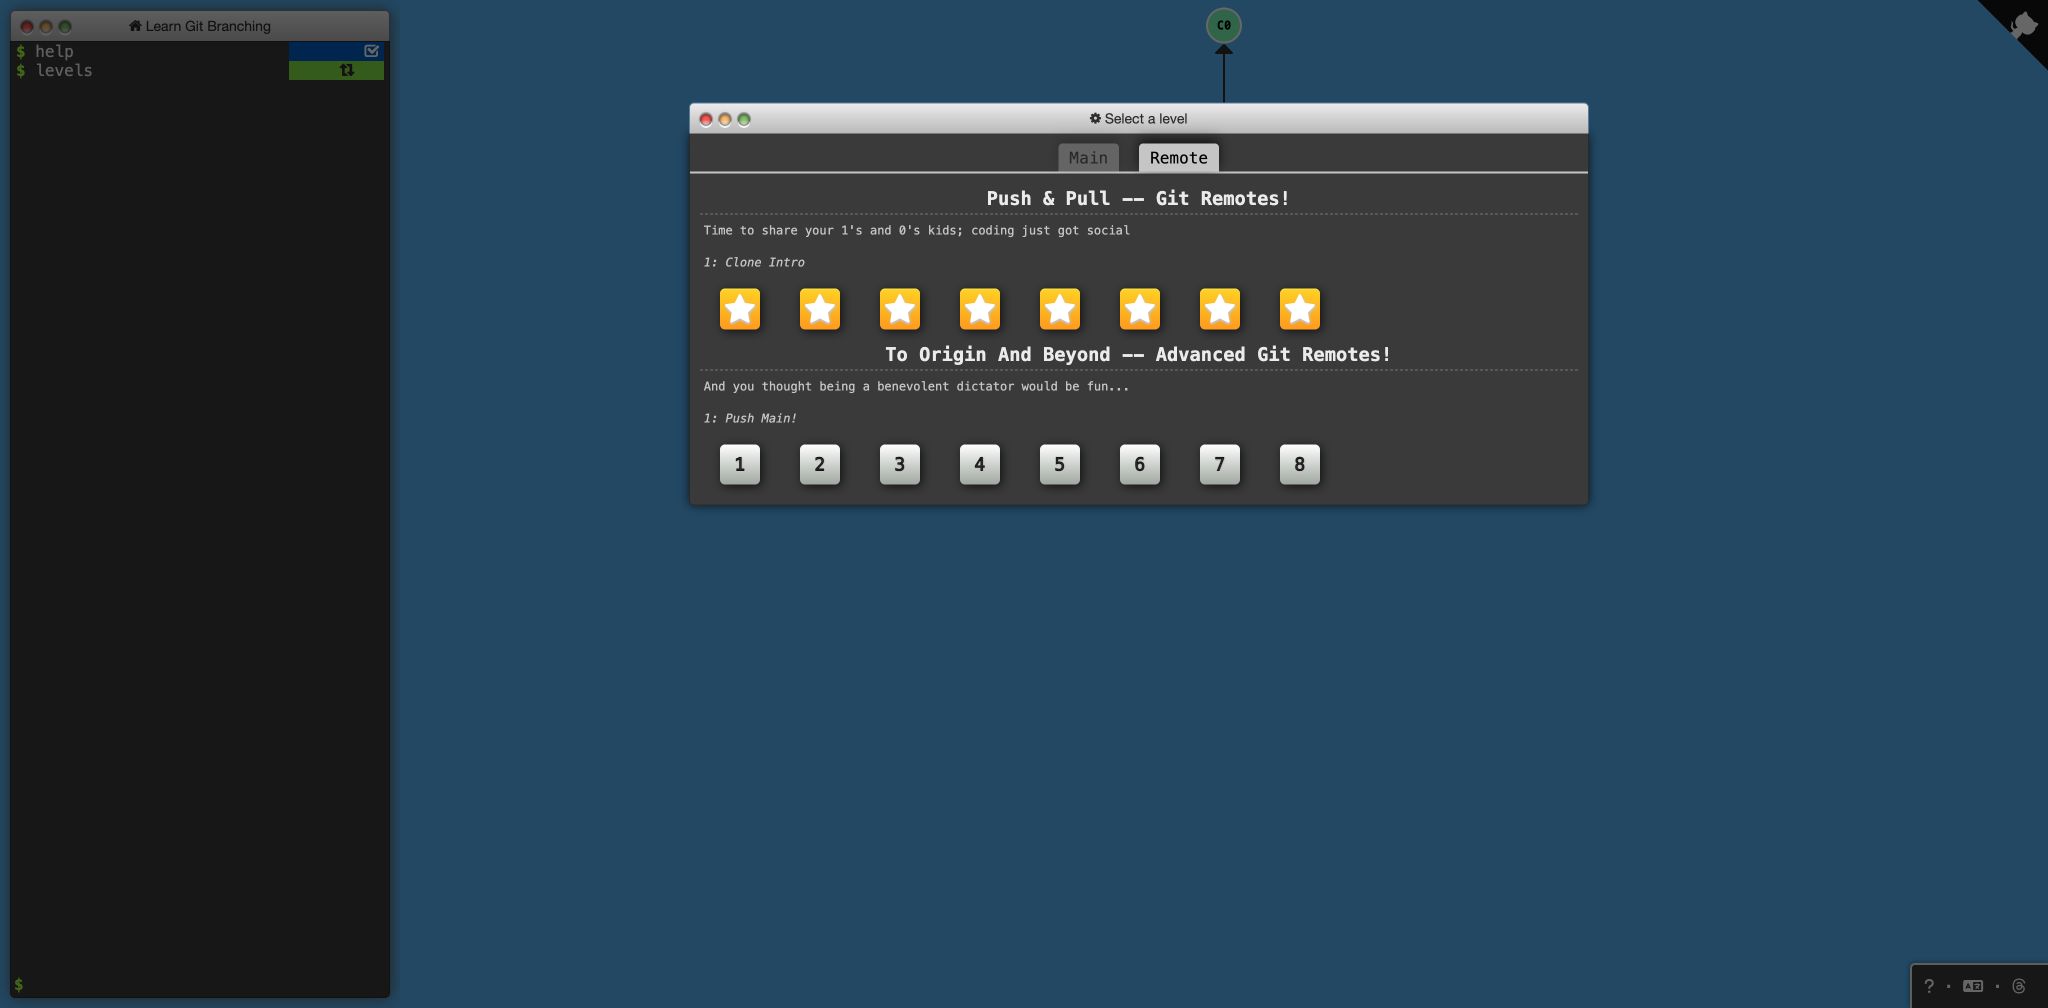 Learn Git Branching
$ help
$ levels
$
C0
Select a level
Main Remote
Push & Pull -- Git Remotes!
Time to share your 1's and 0's kids; coding just got social
1: Clone Intro
To Origin And Beyond -- Advanced Git Remotes!
And you thought being a benevolent dictator would be fun...
1: Push Main!
1 2 3 4 5 6 7 8
? · A文 ·